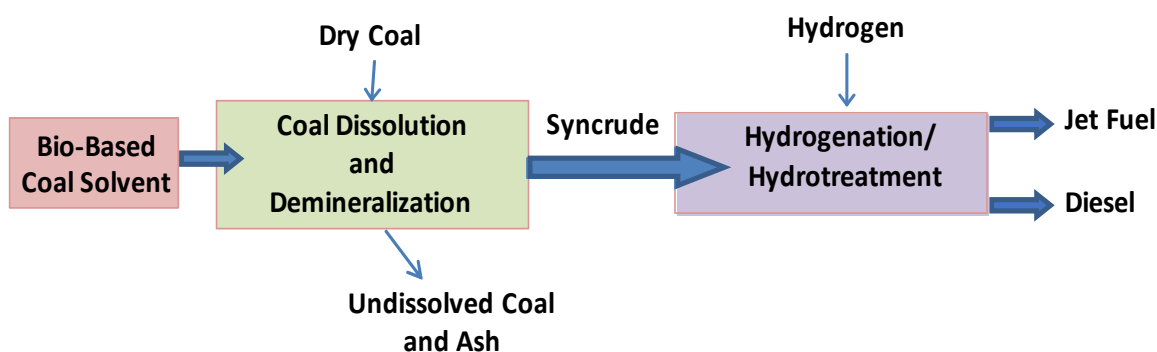 Dry Coal
Hydrogen
Bio-Based
Coal Solvent
Coal Dissolution
and
Demineralization
Syncrude
Hydrogenation/
Hydrotreatment
Jet Fuel
Diesel
Undissolved Coal
and Ash